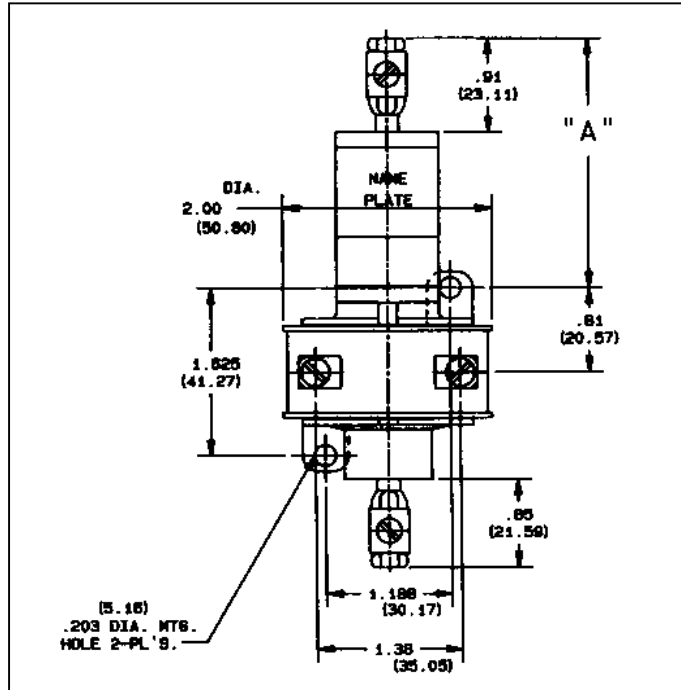 .91
(23.11)
"A"
NAME
PLATE
DIA.
2.00
(50.80)
.81
(20.57)
1.625
(41.27)
.85
(21.59)
(5.16)
.203 DIA. MTG.
HOLE 2-PL'S.
1.188
(30.17)
1.38
(35.05)